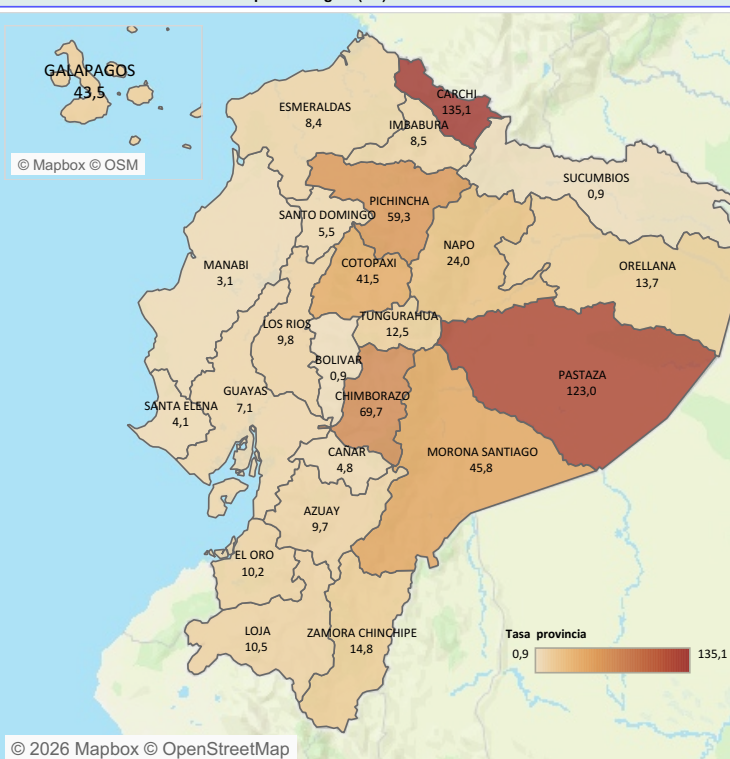 GALAPAGOS
43,5
© Mapbox © OSM
CARCHI
135,1
ESMERALDAS
8,4
IMBABURA
8,5
SUCUMBIOS
0,9
PICHINCHA
59,3
SANTO DOMINGO
5,5
NAPO
24,0
COTOPAXI
41,5
MANABI
3,1
ORELLANA
13,7
TUNGURAHUA
12,5
LOS RIOS
9,8
BOLIVAR
0,9
PASTAZA
123,0
CHIMBORAZO
69,7
GUAYAS
7,1
SANTA ELENA
4,1
CAÑAR
4,8
MORONA SANTIAGO
45,8
AZUAY
9,7
EL ORO
10,2
LOJA
10,5
ZAMORA CHINCHIPE
14,8
Tasa provincia
0,9 135,1
© 2026 Mapbox © OpenStreetMap